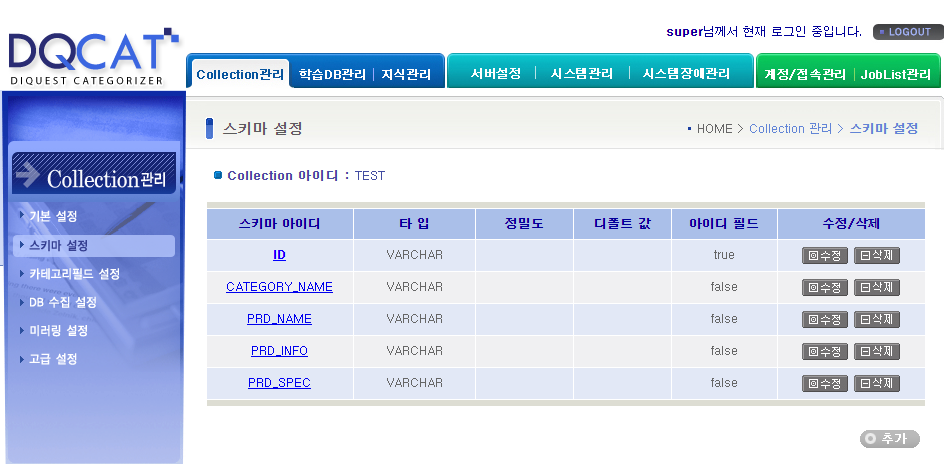 super님께서 현재 로그인 중입니다. LOGOUT
DQCAT
DIQUEST CATEGORIZER
Collection관리 학습DB관리 지식관리 서버설정 시스템관리 시스템장애관리 계정/접속관리 JobList관리
스키마 설정
HOME > Collection 관리 > 스키마 설정
Collection관리
기본 설정
스키마 설정
카테고리필드 설정
DB 수집 설정
미러링 설정
고급 설정
Collection 아이디 : TEST
스키마 아이디 타 입 정밀도 디폴트 값 아이디 필드 수정/삭제
ID VARCHAR true 수정 삭제
CATEGORY_NAME VARCHAR false 수정 삭제
PRD_NAME VARCHAR false 수정 삭제
PRD_INFO VARCHAR false 수정 삭제
PRD_SPEC VARCHAR false 수정 삭제
추가